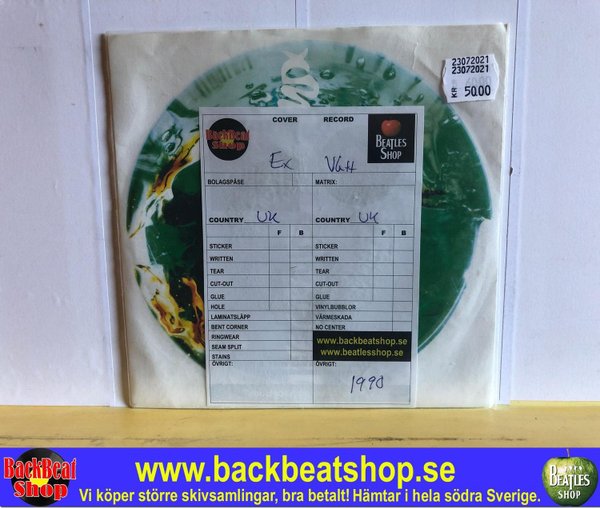 23072021
23072021
KR 50.00
COVER RECORD
BackBeat Shop
BEATLES SHOP
Ex VG++
BOLAGSPÅSE MATRIX:
COUNTRY UK COUNTRY UK
F B F B
STICKER STICKER
WRITTEN WRITTEN
TEAR TEAR
CUT-OUT CUT-OUT
GLUE GLUE
HOLE VINYLBUBBLOR
LAMINATSLÄPP VÄRMESKADA
BENT CORNER NO CENTER
RINGWEAR
SEAM SPLIT
STAINS
www.backbeatshop.se
www.beatlesshop.se
ÖVRIGT: ÖVRIGT:
1990
BackBeat Shop
www.backbeatshop.se
Vi köper större skivsamlingar, bra betalt! Hämtar i hela södra Sverige.
BEATLES SHOP